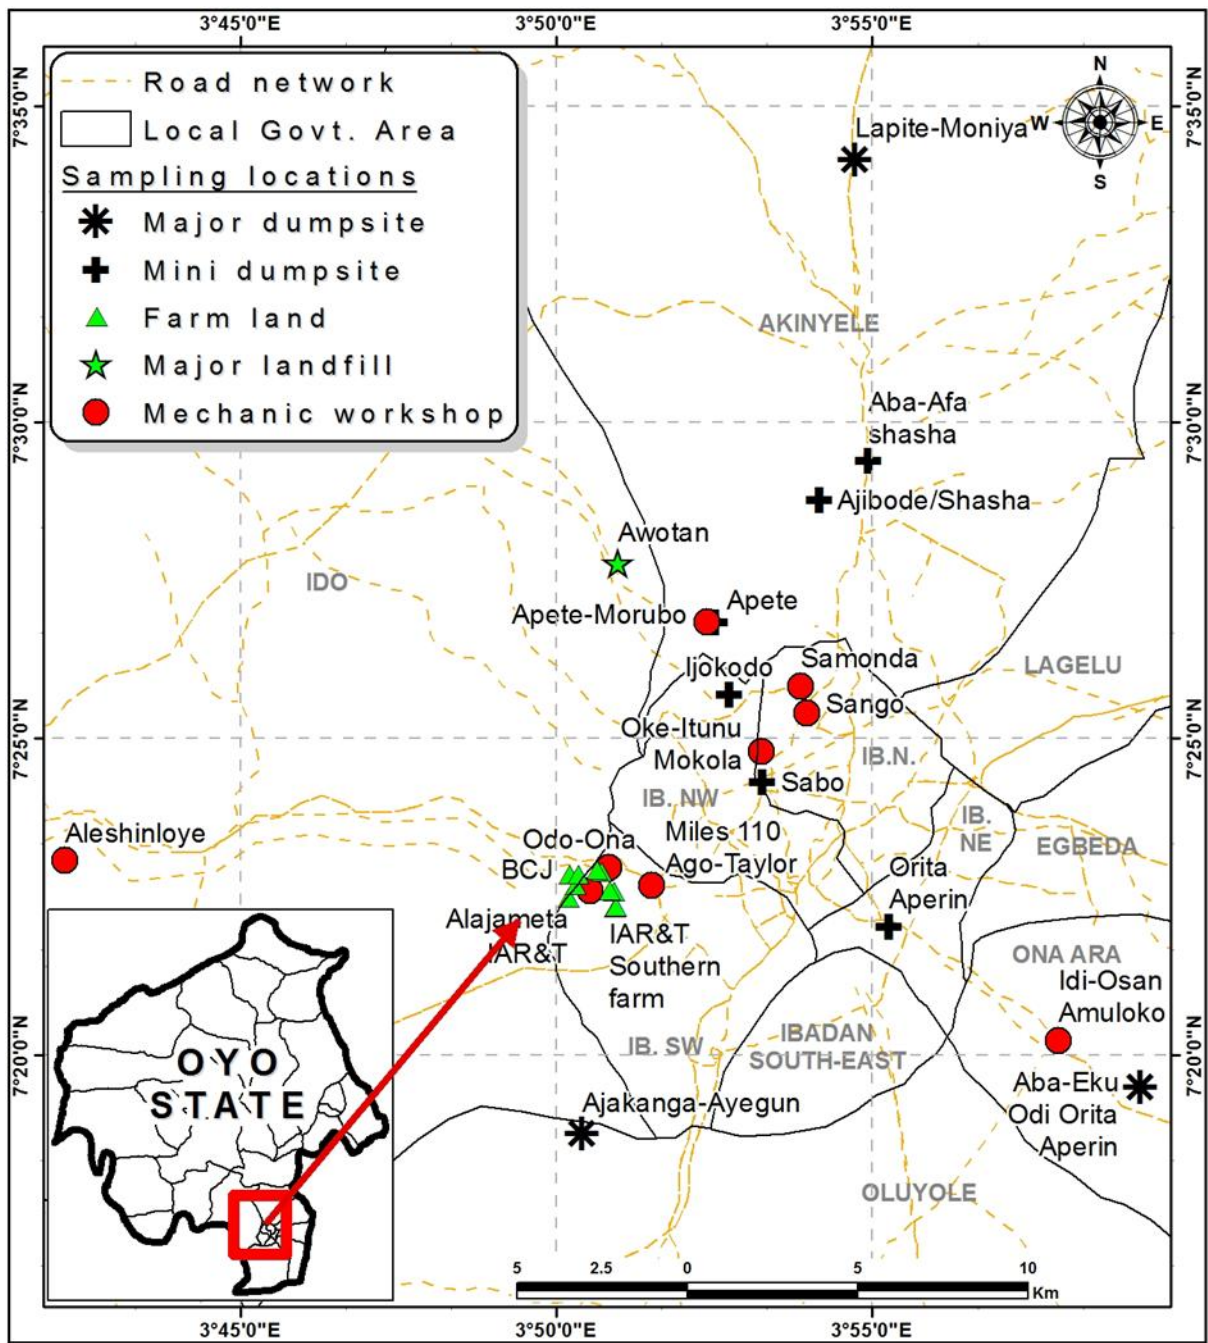 3°45'0"E
3°50'0"E
3°55'0"E
7°35'0"N
7°30'0"N
7°25'0"N
7°20'0"N
7°35'0"N
7°30'0"N
7°25'0"N
7°20'0"N
Road network
Local Govt. Area
Sampling locations
Major dumpsite
Mini dumpsite
Farm land
Major landfill
Mechanic workshop
N
W
E
S
Lapite-Moniya
AKINYELE
Aba-Afa
shasha
Ajibode/Shasha
Awotan
IDO
Apete-Morubo
Apete
Ijokodo
Samonda
LAGELU
Sango
Oke-Itunu
Mokola
IB.N.
Sabo
IB. NW
Aleshinloye
Odo-Ona
Miles 110
Ago-Taylor
IB.
NE
EGBEDA
BCJ
Orita
Aperin
Alajameta
IAR&T
IAR&T
Southern
farm
ONA ARA
Idi-Osan
Amuloko
IB. SW
IBADAN
SOUTH-EAST
Ajakanga-Ayegun
Aba-Eku
Odi Orita
Aperin
OLUYOLE
OYO
STATE
5
2.5
0
5
10
Km
3°45'0"E
3°50'0"E
3°55'0"E